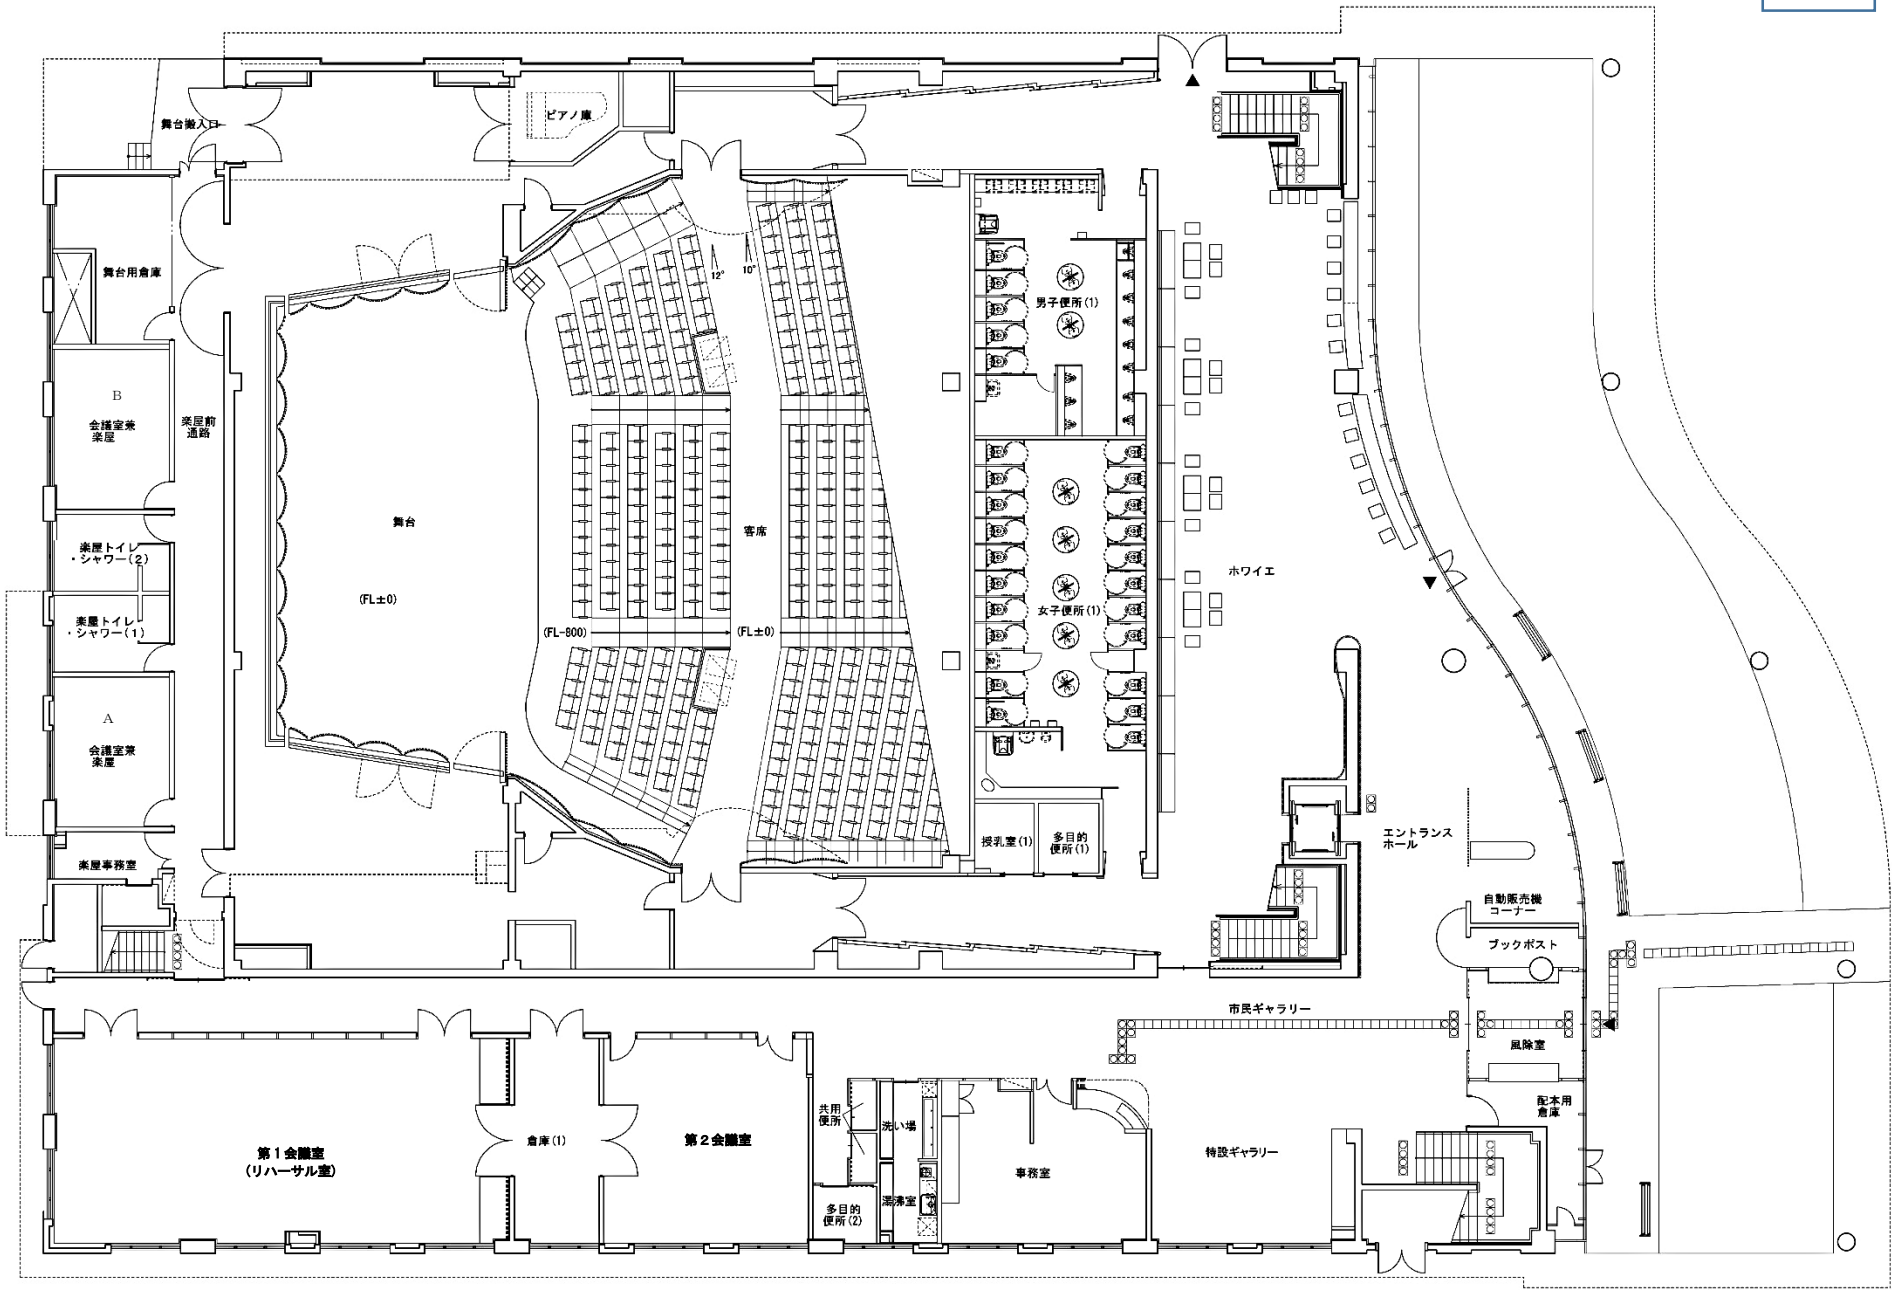 舞台搬入口
ピアノ庫
舞台用倉庫
12°
10°
男子便所(1)
B
会議室兼
楽屋
楽屋前
通路
舞台
客席
楽屋トイレ
・シャワー(2)
ホワイエ
(FL±0)
楽屋トイレ
・シャワー(1)
女子便所(1)
(FL-800)
(FL±0)
A
会議室兼
楽屋
授乳室(1)
多目的
便所(1)
エントランス
ホール
楽屋事務室
自動販売機
コーナー
ブックポスト
市民ギャラリー
風除室
共用
便所
洗い場
配本用
倉庫
倉庫(1)
第2会議室
第1会議室
(リハーサル室)
特設ギャラリー
事務室
湯沸室
多目的
便所(2)